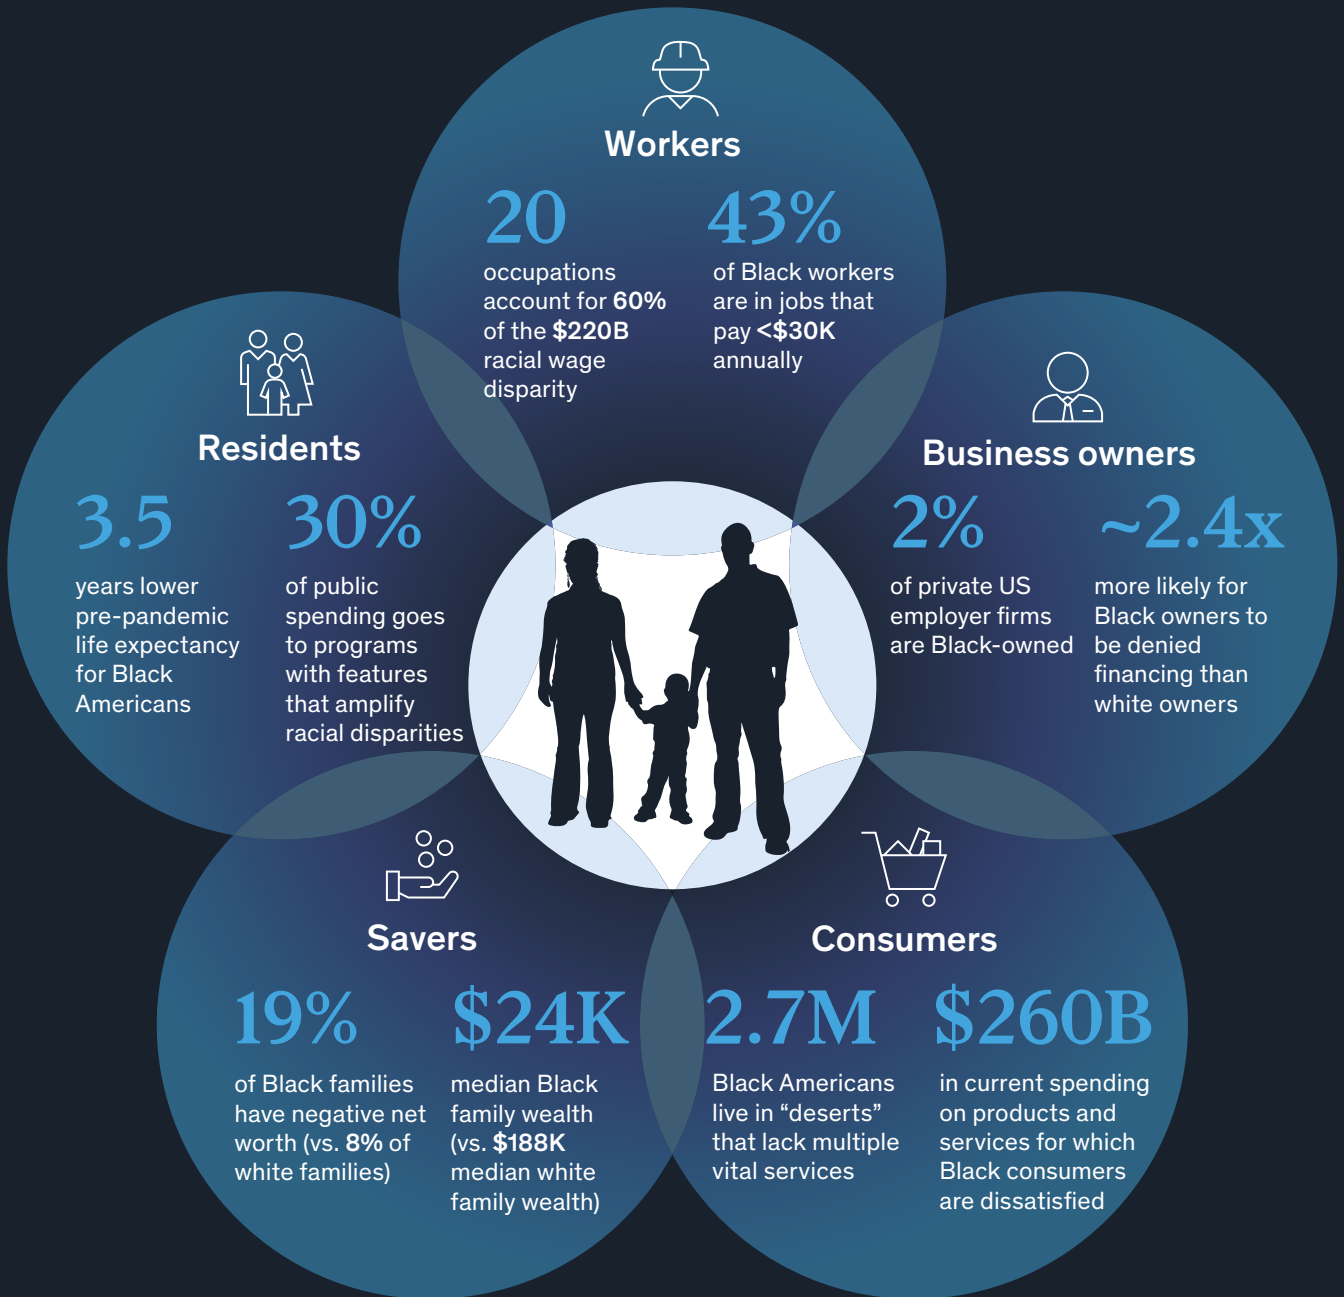 Workers
20
occupations
account for 60%
of the $220B
racial wage
disparity
43%
of Black workers
are in jobs that
pay <$30K
annually
Residents
3.5
years lower
pre-pandemic
life expectancy
for Black
Americans
30%
of public
spending goes
to programs
with features
that amplify
racial disparities
Business owners
2%
of private US
employer firms
are Black-owned
~2.4x
more likely for
Black owners to
be denied
financing than
white owners
Savers
19%
of Black families
have negative net
worth (vs. 8% of
white families)
$24K
median Black
family wealth
(vs. $188K
median white
family wealth)
Consumers
2.7M
Black Americans
live in “deserts”
that lack multiple
vital services
$260B
in current spending
on products and
services for which
Black consumers
are dissatisfied